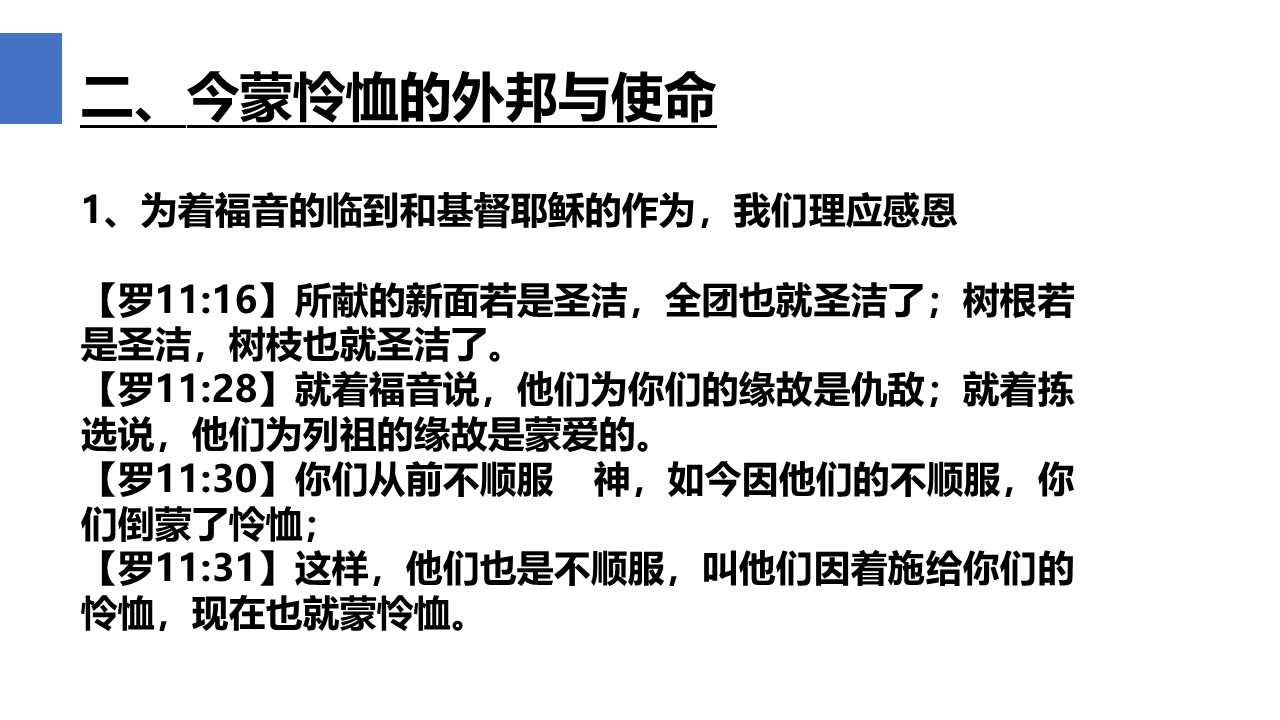 二、今蒙怜恤的外邦与使命
1、为着福音的临到和基督耶稣的作为，我们理应感恩
【罗11:16】所献的新面若是圣洁，全团也就圣洁了；树根若
是圣洁，树枝也就圣洁了。
【罗11:28】就着福音说，他们为你们的缘故是仇敌；就着拣
选说，他们为列祖的缘故是蒙爱的。
【罗11:30】你们从前不顺服　神，如今因他们的不顺服，你
们倒蒙了怜恤；
【罗11:31】这样，他们也是不顺服，叫他们因着施给你们的
怜恤，现在也就蒙怜恤。